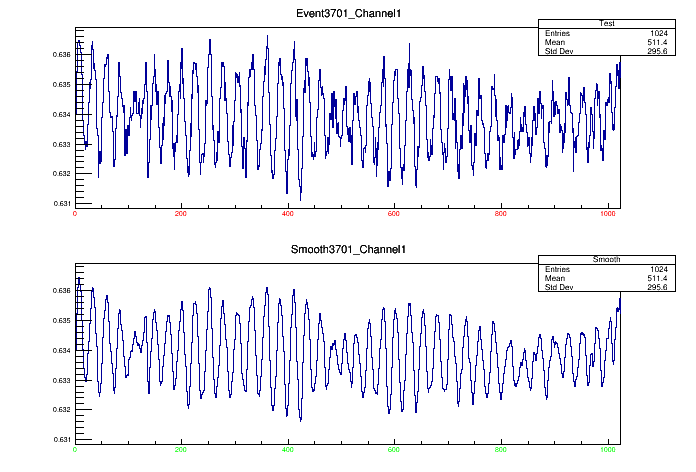 Event3701_Channel1
Test
Entries 1024
Mean 511.4
Std Dev 295.6
0.636
0.635
0.634
0.633
0.632
0.631
0 200 400 600 800 1000
Smooth3701_Channel1
Smooth
Entries 1024
Mean 511.4
Std Dev 295.6
0.636
0.635
0.634
0.633
0.632
0.631
0 200 400 600 800 1000